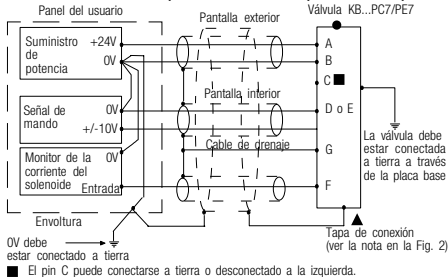 Panel del usuario
Pantalla exterior
Válvula KB...PC7/PE7
Suministro de potencia
+24V
0V
A
B
C
Señal de mando
0V
+/-10V
Pantalla interior
D o E
Monitor de la corriente del solenoide
0V
Entrada
Cable de drenaje
G
F
La válvula debe
estar conectada
a tierra a través
de la placa base
Envoltura
Tapa de conexión
(ver la nota en la Fig. 2)
0V debe
estar conectado a tierra
El pin C puede conectarse a tierra o desconectado a la izquierda.